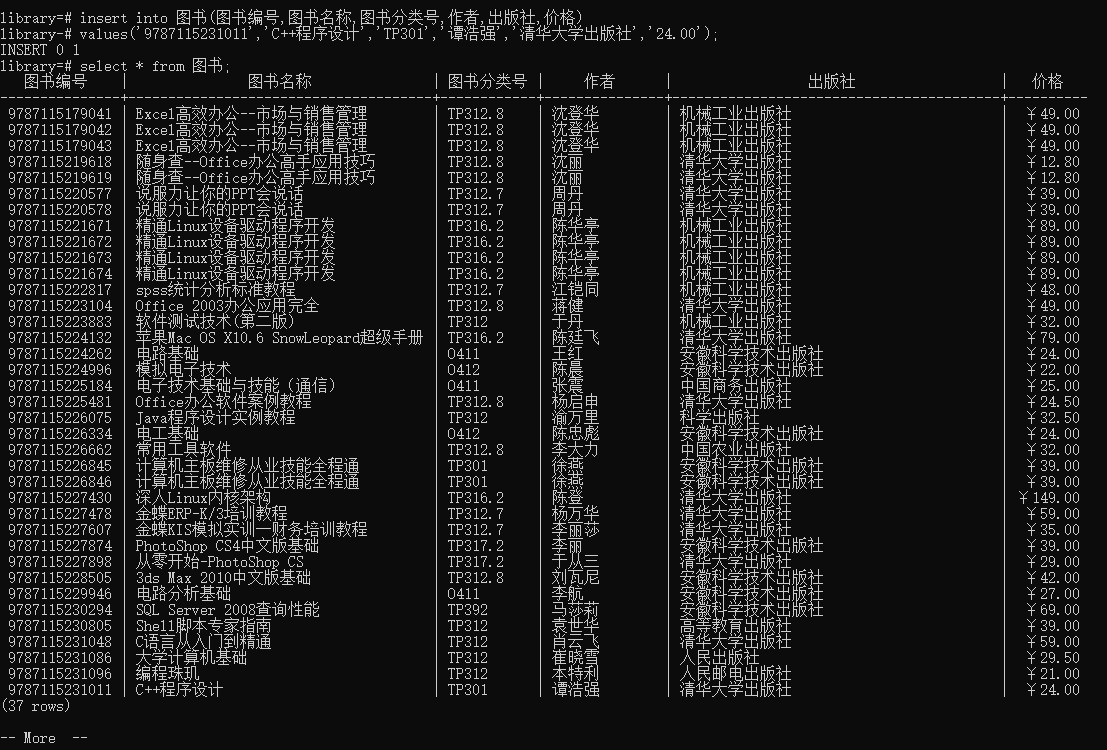 library=# insert into 图书(图书编号,图书名称,图书分类号,作者,出版社,价格)
library-# values('9787115231011','C++程序设计','TP301','谭浩强','清华大学出版社','24.00');
INSERT 0 1
library=# select * from 图书;
图书编号 | 图书名称 | 图书分类号 | 作者 | 出版社 | 价格
9787115179041 | Excel高效办公--市场与销售管理 | TP312.8 | 沈登华 | 机械工业出版社 | ￥49.00
9787115179042 | Excel高效办公--市场与销售管理 | TP312.8 | 沈登华 | 机械工业出版社 | ￥49.00
9787115179043 | Excel高效办公--市场与销售管理 | TP312.8 | 沈登华 | 机械工业出版社 | ￥49.00
9787115219618 | 随身查--Office办公高手应用技巧 | TP312.8 | 沈丽 | 清华大学出版社 | ￥12.80
9787115219619 | 随身查--Office办公高手应用技巧 | TP312.8 | 沈丽 | 清华大学出版社 | ￥12.80
9787115220577 | 说服力让你的PPT会说话 | TP312.7 | 周丹 | 清华大学出版社 | ￥39.00
9787115220578 | 说服力让你的PPT会说话 | TP312.7 | 周丹 | 清华大学出版社 | ￥39.00
9787115221671 | 精通Linux设备驱动程序开发 | TP316.2 | 陈华亭 | 机械工业出版社 | ￥89.00
9787115221672 | 精通Linux设备驱动程序开发 | TP316.2 | 陈华亭 | 机械工业出版社 | ￥89.00
9787115221673 | 精通Linux设备驱动程序开发 | TP316.2 | 陈华亭 | 机械工业出版社 | ￥89.00
9787115221674 | 精通Linux设备驱动程序开发 | TP316.2 | 陈华亭 | 机械工业出版社 | ￥89.00
9787115222817 | spss统计分析标准教程 | TP312.7 | 江铠同 | 机械工业出版社 | ￥48.00
9787115223104 | Office 2003办公应用完全 | TP312.8 | 蒋健 | 清华大学出版社 | ￥49.00
9787115223883 | 软件测试技术(第二版) | TP312 | 于丹 | 机械工业出版社 | ￥32.00
9787115224132 | 苹果Mac OS X10.6 SnowLeopard超级手册 | TP316.2 | 陈廷飞 | 清华大学出版社 | ￥79.00
9787115224262 | 电路基础 | O411 | 王红 | 安徽科学技术出版社 | ￥24.00
9787115224996 | 模拟电子技术 | O412 | 陈晨 | 安徽科学技术出版社 | ￥22.00
9787115225184 | 电子技术基础与技能（通信） | O411 | 张震 | 中国商务出版社 | ￥25.00
9787115225481 | Office办公软件案例教程 | TP312.8 | 杨启申 | 清华大学出版社 | ￥24.50
9787115226075 | Java程序设计实例教程 | TP312 | 渝万里 | 科学出版社 | ￥32.50
9787115226334 | 电工基础 | O412 | 陈忠彪 | 安徽科学技术出版社 | ￥24.00
9787115226662 | 常用工具软件 | TP312.8 | 李大力 | 中国农业出版社 | ￥32.00
9787115226845 | 计算机主板维修从业技能全程通 | TP301 | 徐燕 | 安徽科学技术出版社 | ￥39.00
9787115226846 | 计算机主板维修从业技能全程通 | TP301 | 徐燕 | 安徽科学技术出版社 | ￥39.00
9787115227430 | 深入Linux内核架构 | TP316.2 | 陈登 | 清华大学出版社 | ￥149.00
9787115227478 | 金蝶ERP-K/3培训教程 | TP312.7 | 杨万华 | 清华大学出版社 | ￥59.00
9787115227607 | 金蝶KIS模拟实训—财务培训教程 | TP312.7 | 李丽莎 | 清华大学出版社 | ￥35.00
9787115227874 | PhotoShop CS4中文版基础 | TP317.2 | 李丽 | 安徽科学技术出版社 | ￥39.00
9787115227898 | 从零开始-PhotoShop CS | TP317.2 | 于从三 | 清华大学出版社 | ￥29.00
9787115228505 | 3ds Max 2010中文版基础 | TP312.8 | 刘瓦尼 | 安徽科学技术出版社 | ￥42.00
9787115229946 | 电路分析基础 | O411 | 李航 | 安徽科学技术出版社 | ￥27.00
9787115230294 | SQL Server 2008查询性能 | TP392 | 马莎莉 | 安徽科学技术出版社 | ￥69.00
9787115230805 | Shell脚本专家指南 | TP312 | 袁世华 | 高等教育出版社 | ￥39.00
9787115231048 | C语言从入门到精通 | TP312 | 肖云飞 | 清华大学出版社 | ￥59.00
9787115231086 | 大学计算机基础 | TP312 | 崔晓雪 | 人民出版社 | ￥29.50
9787115231096 | 编程珠玑 | TP312 | 本特利 | 人民邮电出版社 | ￥21.00
9787115231011 | C++程序设计 | TP301 | 谭浩强 | 清华大学出版社 | ￥24.00
(37 rows)
-- More --